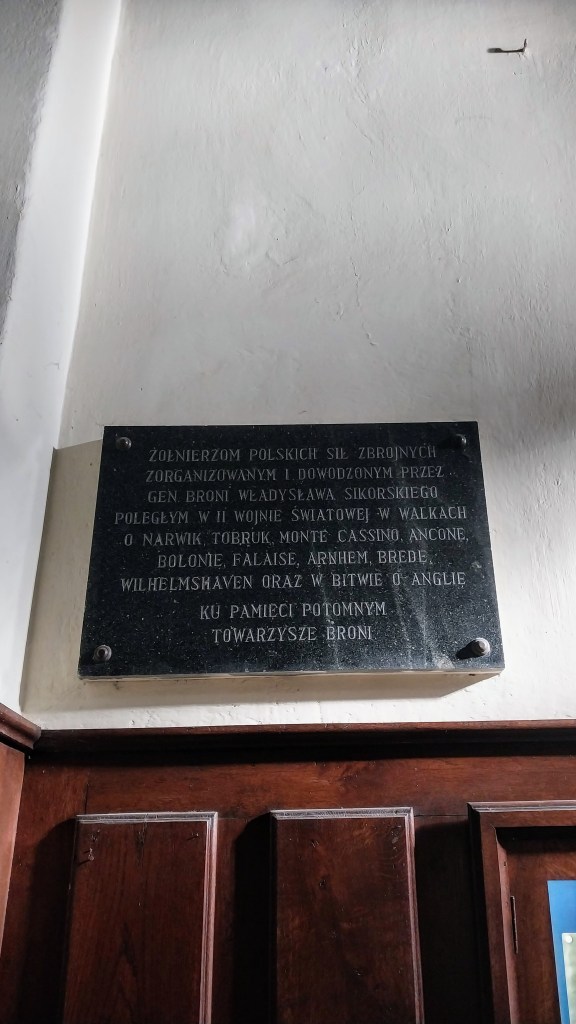 ŻOŁNIERZOM POLSKICH SIŁ ZBROJNYCH
ZORGANIZOWANYM I DOWODZONYM PRZEZ
GEN BRONI WŁADYSŁAWA SIKORSKIEGO
POLEGŁYM W II WOJNIE ŚWIATOWEJ W WALKACH
O NARWIK, TOBRUK, MONTE CASSINO, ANCONĘ,
BOLONIĘ, FALAISE, ARNHEM, BREDĘ,
WILHELMSHAVEN ORAZ W BITWIE O ANGLIĘ
KU PAMIĘCI POTOMNYM
TOWARZYSZE BRONI